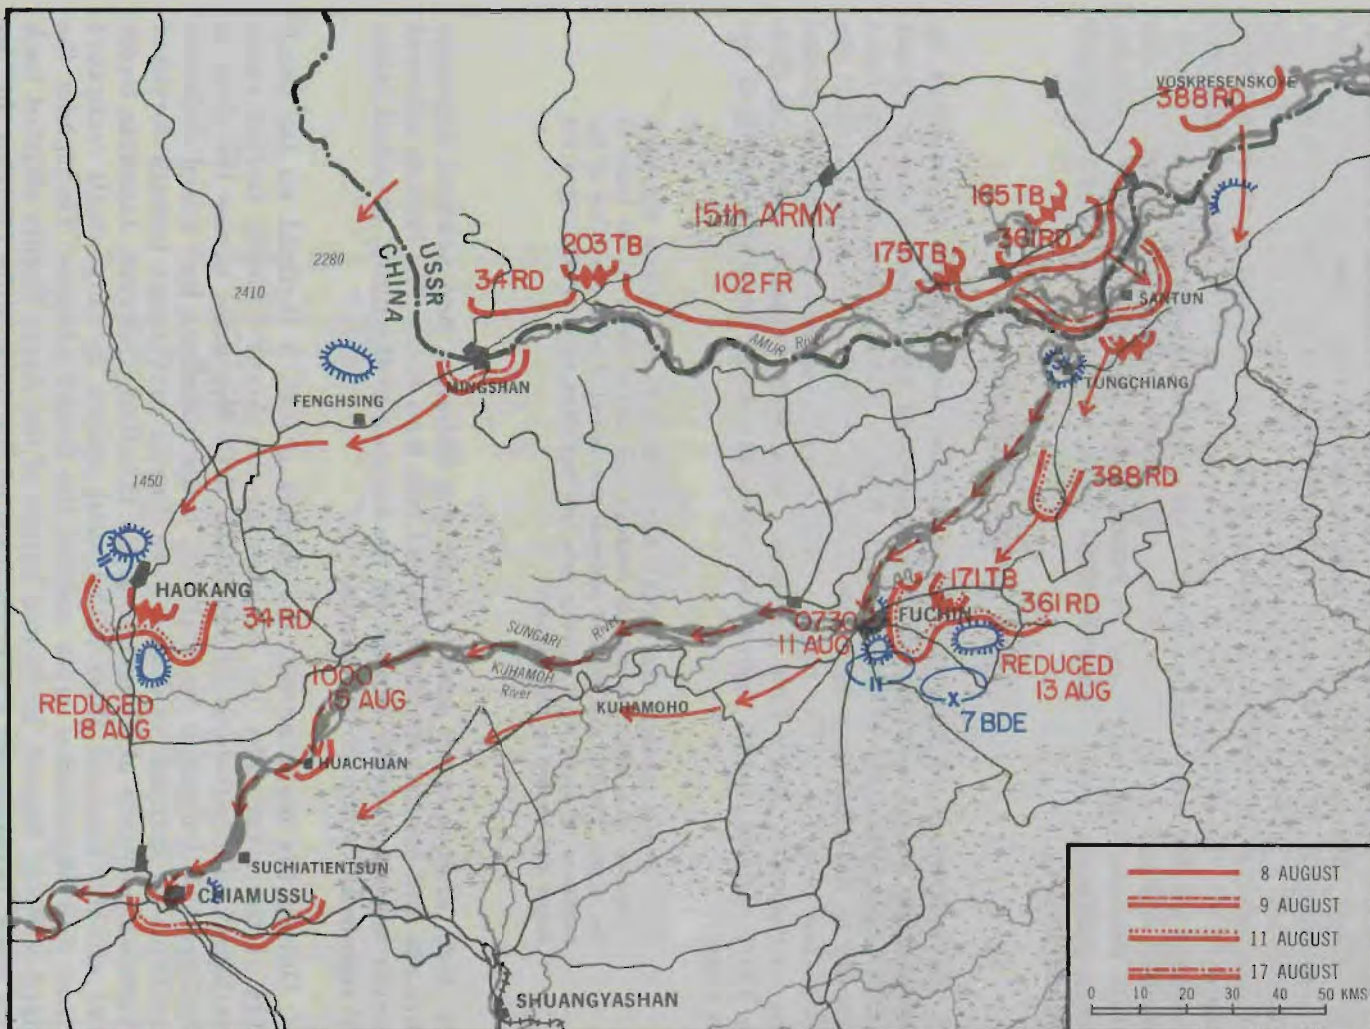 VOSKRESENSKOYE
388 RD
165 TB
15th ARMY
361 RD
203 TB
175 TB
USSR
CHINA
2280
34 RD
102 FR
2410
SANTUN
AMUR River
MINGSHAN
TUNGCHIANG
FENGHSING
388 RD
1450
171 TB
HAOKANG
361 RD
34 RD
FUCHIN
0730
11 AUG
SUNGARI River
REDUCED
13 AUG
KUHAMOR
River
1000
15 AUG
REDUCED
18 AUG
II
X
7 BDE
KUHAMOHO
HUACHUAN
SUCHIATIENTSUN
CHIAMUSSU
8 AUGUST
9 AUGUST
11 AUGUST
17 AUGUST
0 10 20 30 40 50 KMS
SHUANGYASHAN